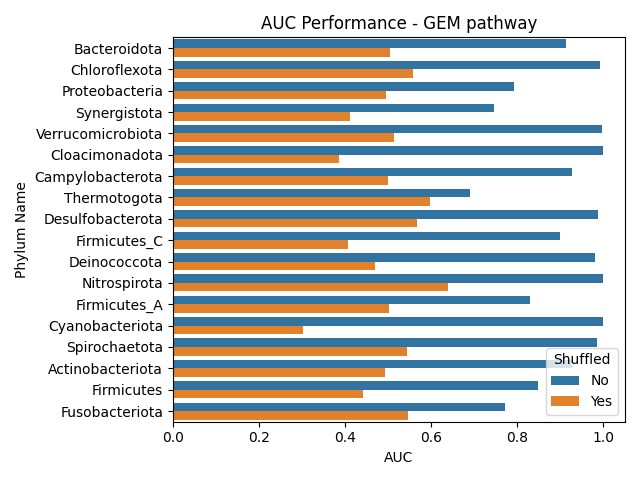 AUC Performance - GEM pathway
Phylum Name
Bacteroidota
Chloroflexota
Proteobacteria
Synergistota
Verrucomicrobiota
Cloacimonadota
Campylobacterota
Thermotogota
Desulfobacterota
Firmicutes_C
Deinococcota
Nitrospirota
Firmicutes_A
Cyanobacteriota
Spirochaetota
Actinobacteriota
Firmicutes
Fusobacteriota
Shuffled
No
Yes
0.0 0.2 0.4 0.6 0.8 1.0
AUC